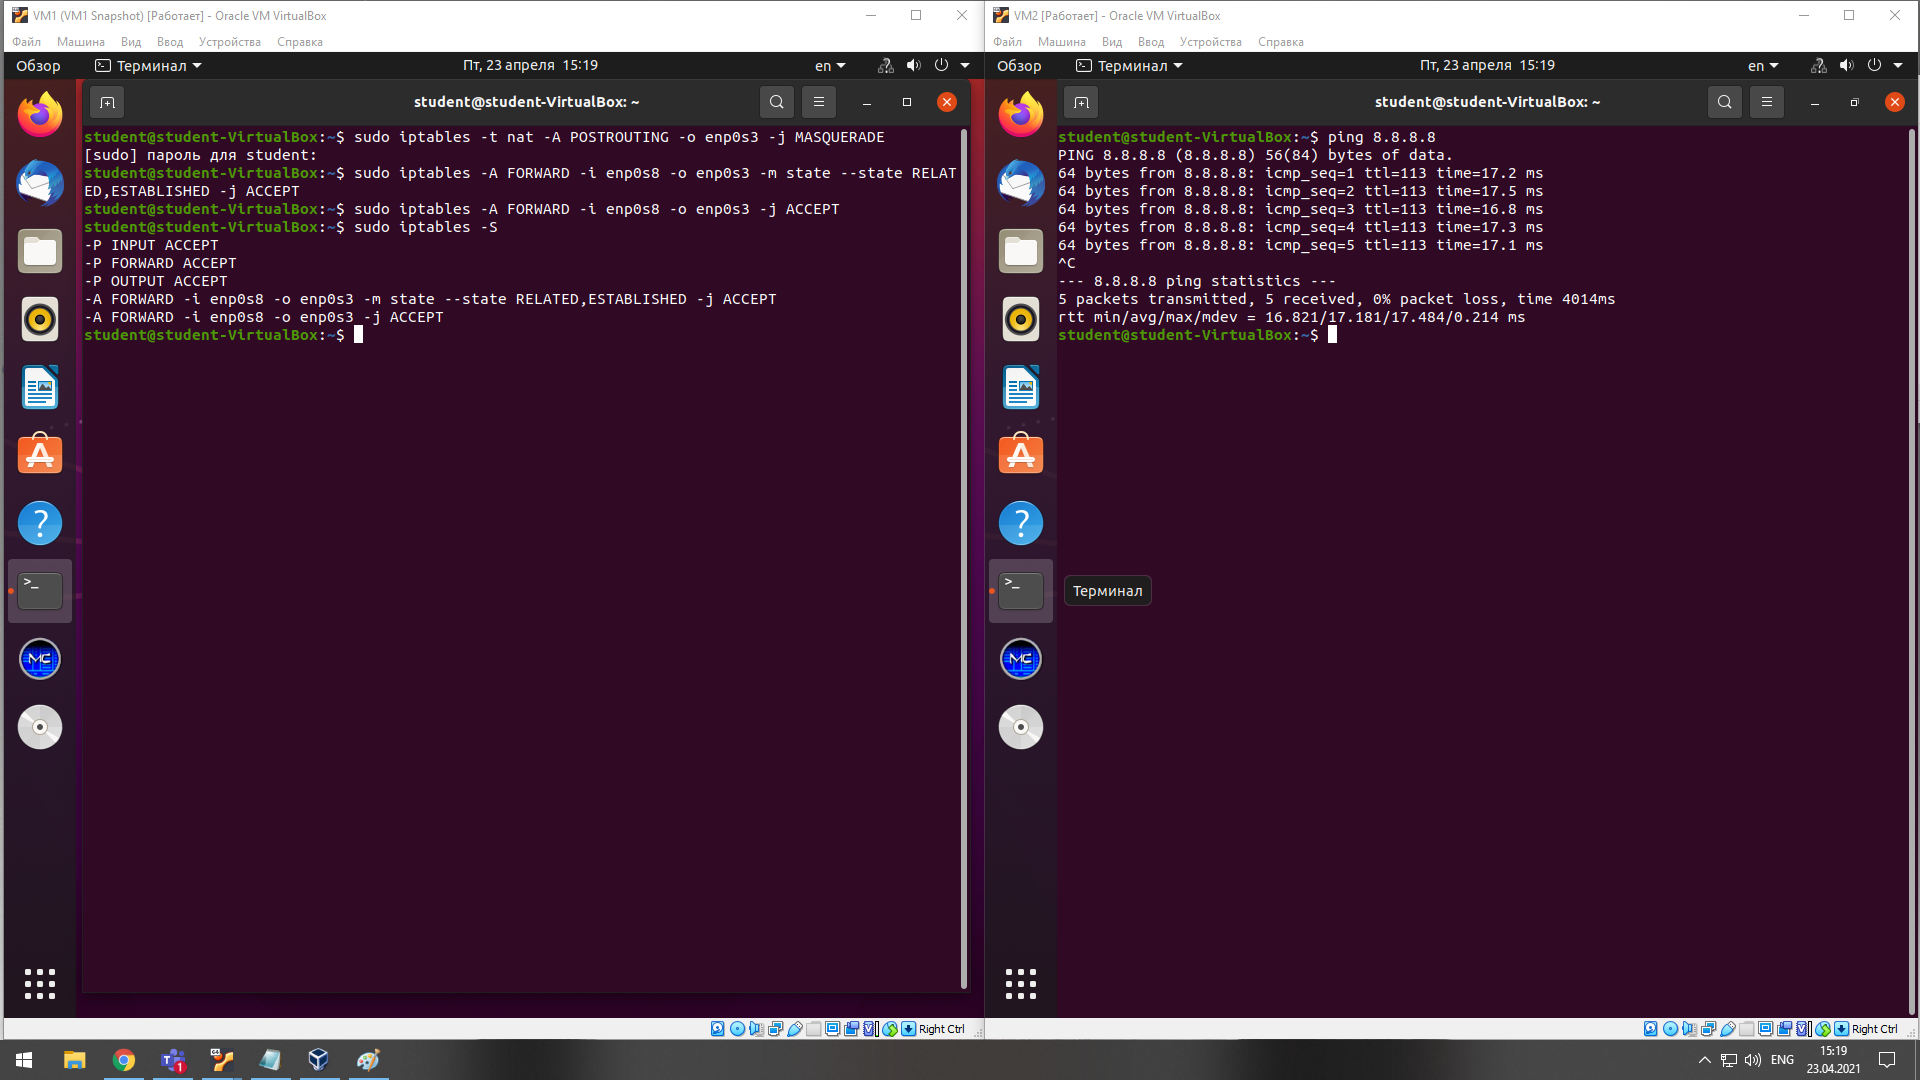 VM1 (VM1 Snapshot) [Работает] - Oracle VM VirtualBox
Файл Машина Вид Ввод Устройства Справка
Обзор Терминал Пт, 23 апреля 15:19 en
student@student-VirtualBox: ~
student@student-VirtualBox:~$ sudo iptables -t nat -A POSTROUTING -o enp0s3 -j MASQUERADE
[sudo] пароль для student:
student@student-VirtualBox:~$ sudo iptables -A FORWARD -i enp0s8 -o enp0s3 -m state --state RELAT
ED,ESTABLISHED -j ACCEPT
student@student-VirtualBox:~$ sudo iptables -A FORWARD -i enp0s8 -o enp0s3 -j ACCEPT
student@student-VirtualBox:~$ sudo iptables -S
-P INPUT ACCEPT
-P FORWARD ACCEPT
-P OUTPUT ACCEPT
-A FORWARD -i enp0s8 -o enp0s3 -m state --state RELATED,ESTABLISHED -j ACCEPT
-A FORWARD -i enp0s8 -o enp0s3 -j ACCEPT
student@student-VirtualBox:~$
MC
Right Ctrl
VM2 [Работает] - Oracle VM VirtualBox
Файл Машина Вид Ввод Устройства Справка
Обзор Терминал Пт, 23 апреля 15:19 en
student@student-VirtualBox: ~
student@student-VirtualBox:~$ ping 8.8.8.8
PING 8.8.8.8 (8.8.8.8) 56(84) bytes of data.
64 bytes from 8.8.8.8: icmp_seq=1 ttl=113 time=17.2 ms
64 bytes from 8.8.8.8: icmp_seq=2 ttl=113 time=17.5 ms
64 bytes from 8.8.8.8: icmp_seq=3 ttl=113 time=16.8 ms
64 bytes from 8.8.8.8: icmp_seq=4 ttl=113 time=17.3 ms
64 bytes from 8.8.8.8: icmp_seq=5 ttl=113 time=17.1 ms
^C
--- 8.8.8.8 ping statistics ---
5 packets transmitted, 5 received, 0% packet loss, time 4014ms
rtt min/avg/max/mdev = 16.821/17.181/17.484/0.214 ms
student@student-VirtualBox:~$
Терминал
MC
Right Ctrl
ENG
15:19
23.04.2021